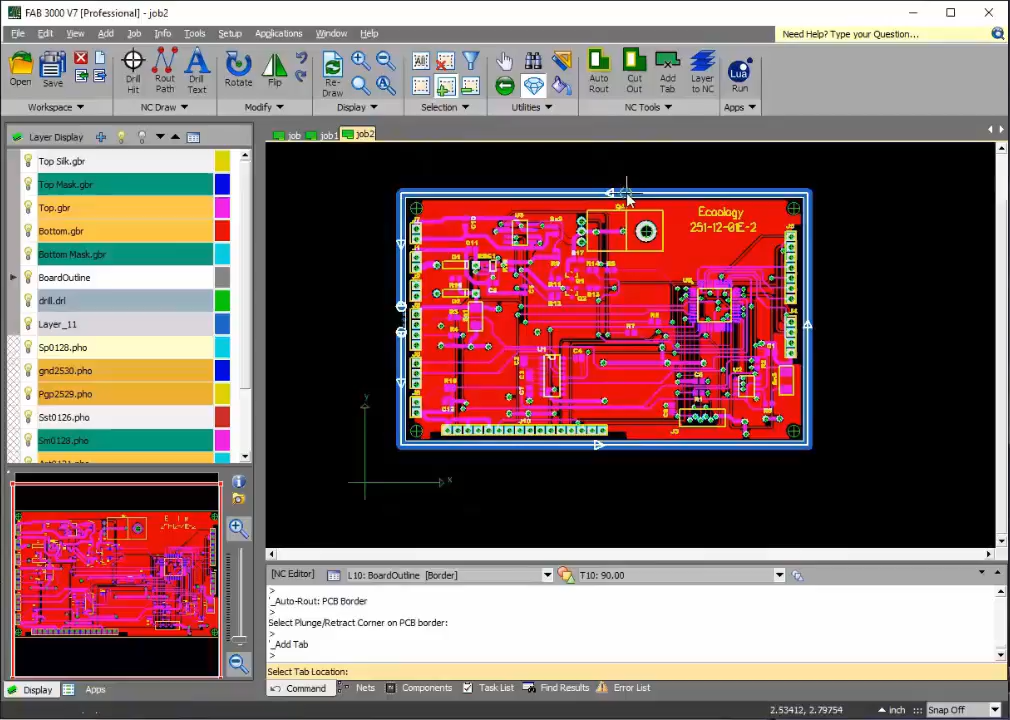 FAB 3000 V7 [Professional] - job2
File Edit View Add Job Info Tools Setup Applications Window Help
Need Help? Type your Question...
Open Save Drill Hit Rout Path Drill Text Rotate Flip Re-Draw All Auto Rout Cut Out Add Tab Layer to NC Lua Run
Workspace NC Draw Modify Display Selection Utilities NC Tools Apps
Layer Display
job job1 job2
Top Silk.gbr
Top Mask.gbr
Top.gbr
Bottom.gbr
Bottom Mask.gbr
BoardOutline
drill.drl
Layer_11
Sp0128.pho
gnd2530.pho
Pgp2529.pho
Sst0126.pho
Sm0128.pho
Ecology
251-12-01E-2
Y
X
[NC Editor] L10: BoardOutline [Border] T10: 90.00
>
'_Auto-Rout: PCB Border
>
Select Plunge/Retract Corner on PCB border:
>
'_Add Tab
>
Select Tab Location:
Display Apps
Command Nets Components Task List Find Results Error List
2.53412, 2.79754 inch Snap Off